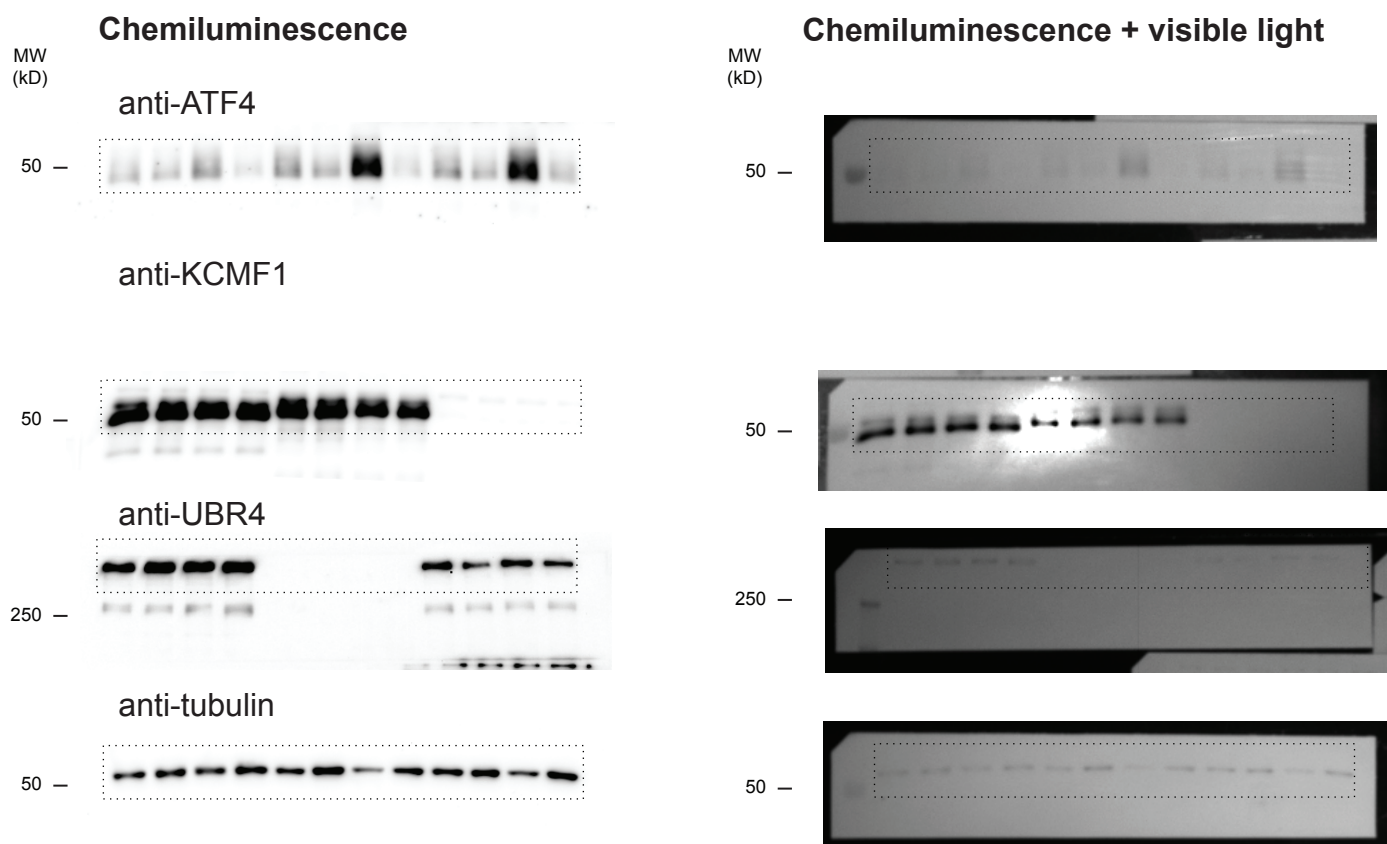 Chemiluminescence
MW
(kD)
anti-ATF4
50 –
anti-KCMF1
50 –
anti-UBR4
250 –
anti-tubulin
50 –
Chemiluminescence + visible light
MW
(kD)
50 –
50 –
250 –
50 –